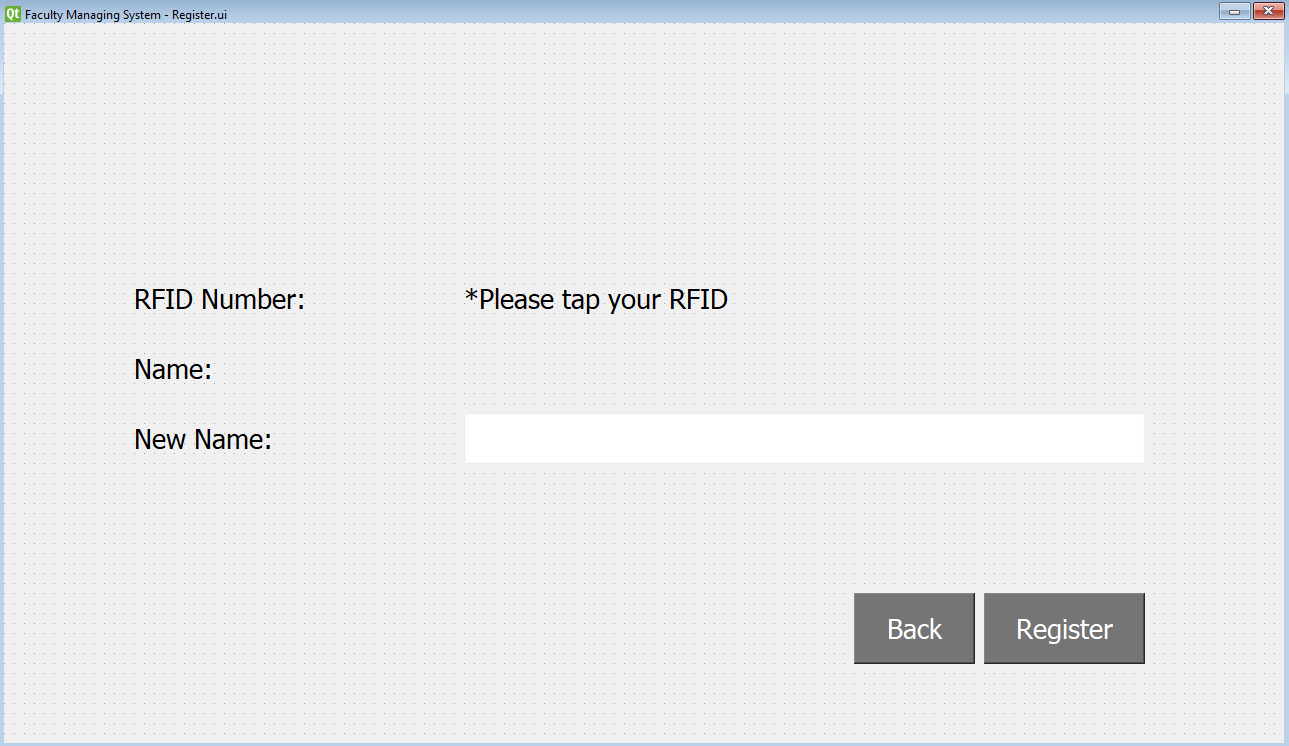 Qt Faculty Managing System - Register.ui
RFID Number: *Please tap your RFID
Name:
New Name:
Back Register